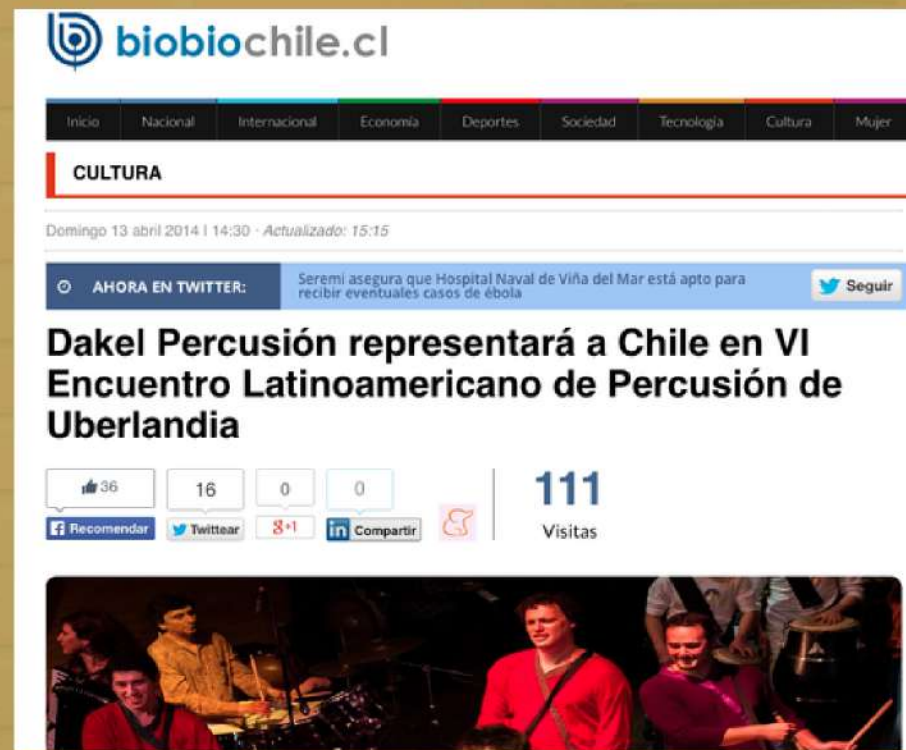 biobiochile.cl
Inicio Nacional Internacional Economía Deportes Sociedad Tecnología Cultura Mujer
CULTURA
Domingo 13 abril 2014 | 14:30 · Actualizado: 15:15
AHORA EN TWITTER:
Seremi asegura que Hospital Naval de Viña del Mar está apto para
recibir eventuales casos de ébola
Seguir
Dakel Percusión representará a Chile en VI
Encuentro Latinoamericano de Percusión de
Uberlandia
36 16 0 0
Recomendar Twittear +1 Compartir
111
Visitas